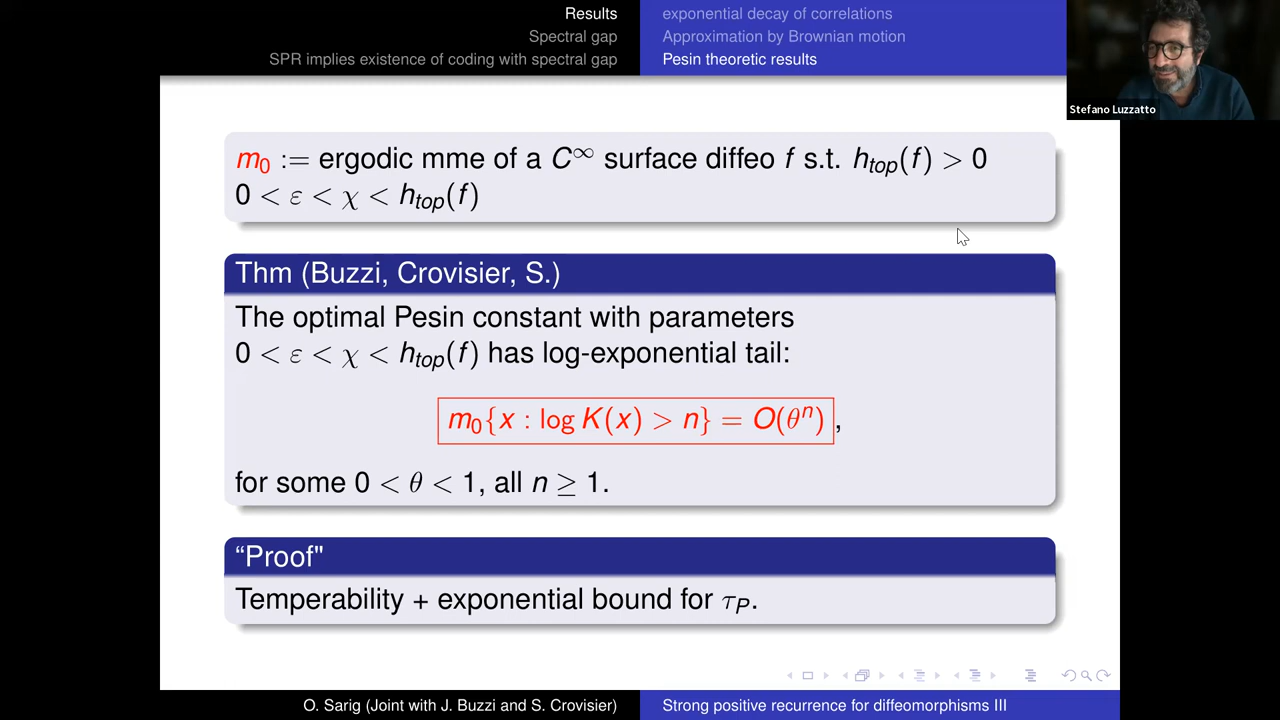 Results
Spectral gap
SPR implies existence of coding with spectral gap
exponential decay of correlations
Approximation by Brownian motion
Pesin theoretic results
Stefano Luzzatto
m₀ := ergodic mme of a C^∞ surface diffeo f s.t. h_top(f) > 0
0 < ε < χ < h_top(f)
Thm (Buzzi, Crovisier, S.)
The optimal Pesin constant with parameters
0 < ε < χ < h_top(f) has log-exponential tail:
m₀{x : log K(x) > n} = O(θⁿ),
for some 0 < θ < 1, all n ≥ 1.
“Proof"
Temperability + exponential bound for τ_P.
O. Sarig (Joint with J. Buzzi and S. Crovisier)
Strong positive recurrence for diffeomorphisms III